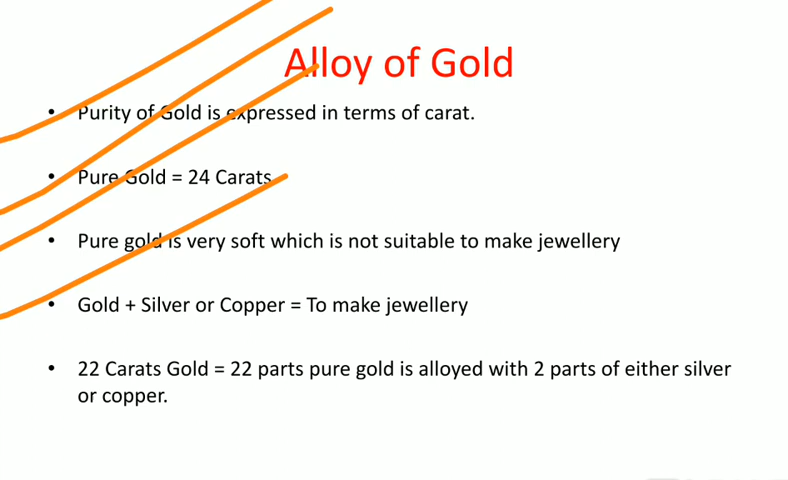 Alloy of Gold
• Purity of Gold is expressed in terms of carat.
• Pure Gold = 24 Carats
• Pure gold is very soft which is not suitable to make jewellery
• Gold + Silver or Copper = To make jewellery
• 22 Carats Gold = 22 parts pure gold is alloyed with 2 parts of either silver
or copper.